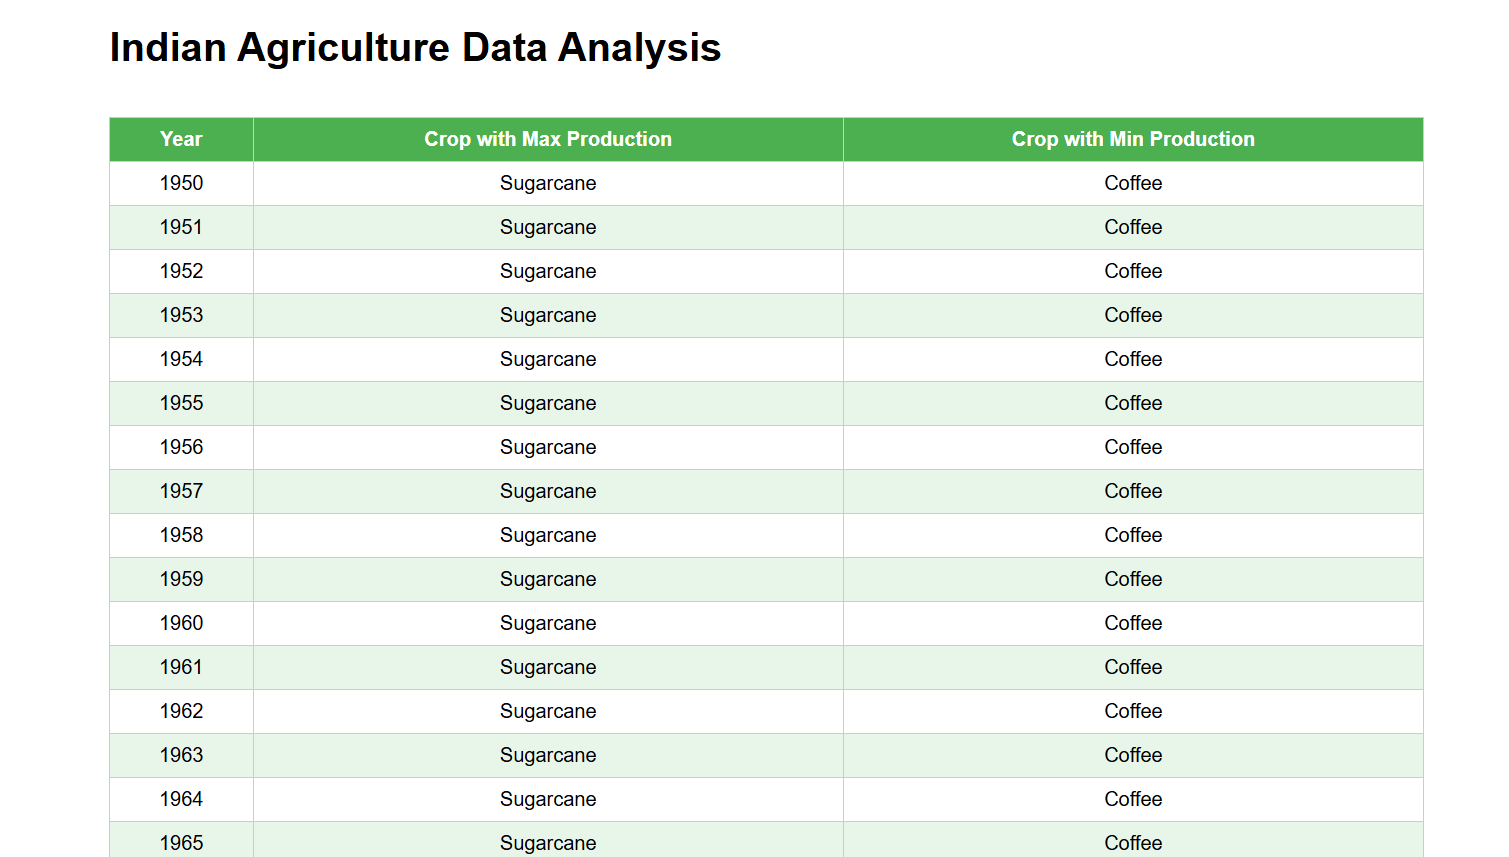 Indian Agriculture Data Analysis
Year Crop with Max Production Crop with Min Production
1950 Sugarcane Coffee
1951 Sugarcane Coffee
1952 Sugarcane Coffee
1953 Sugarcane Coffee
1954 Sugarcane Coffee
1955 Sugarcane Coffee
1956 Sugarcane Coffee
1957 Sugarcane Coffee
1958 Sugarcane Coffee
1959 Sugarcane Coffee
1960 Sugarcane Coffee
1961 Sugarcane Coffee
1962 Sugarcane Coffee
1963 Sugarcane Coffee
1964 Sugarcane Coffee
1965 Sugarcane Coffee